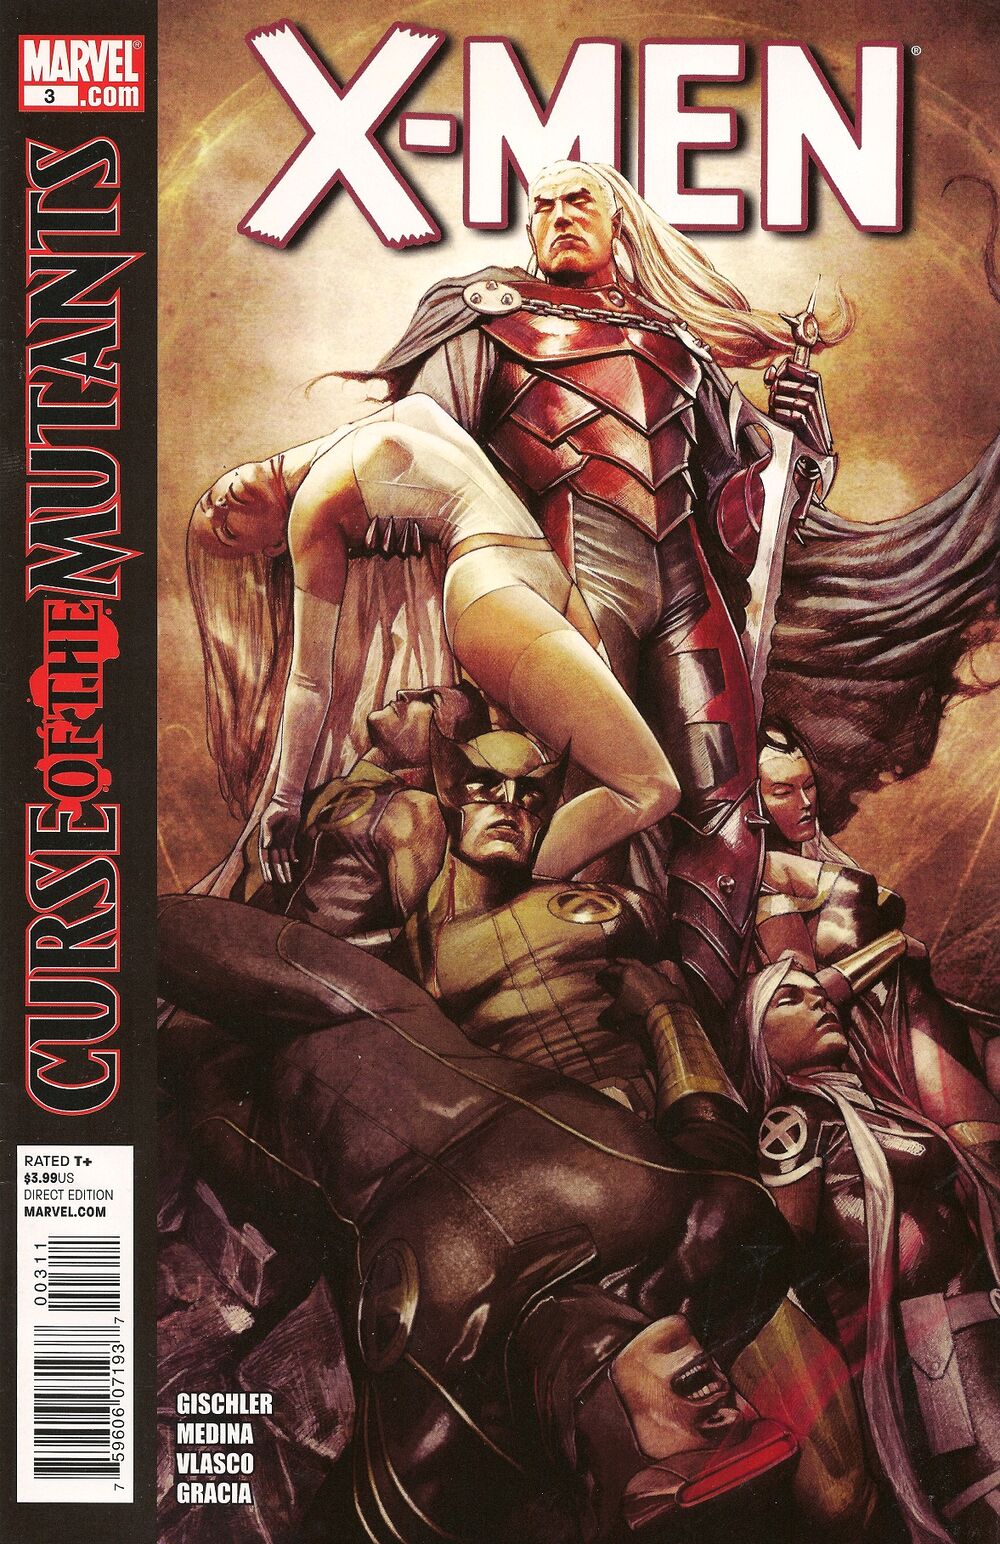 MARVEL®
3 .com
X-MEN®
CURSE OF THE MUTANTS
RATED T+
$3.99US
DIRECT EDITION
MARVEL.COM
00311
7 59606 07193 7
GISCHLER
MEDINA
VLASCO
GRACIA